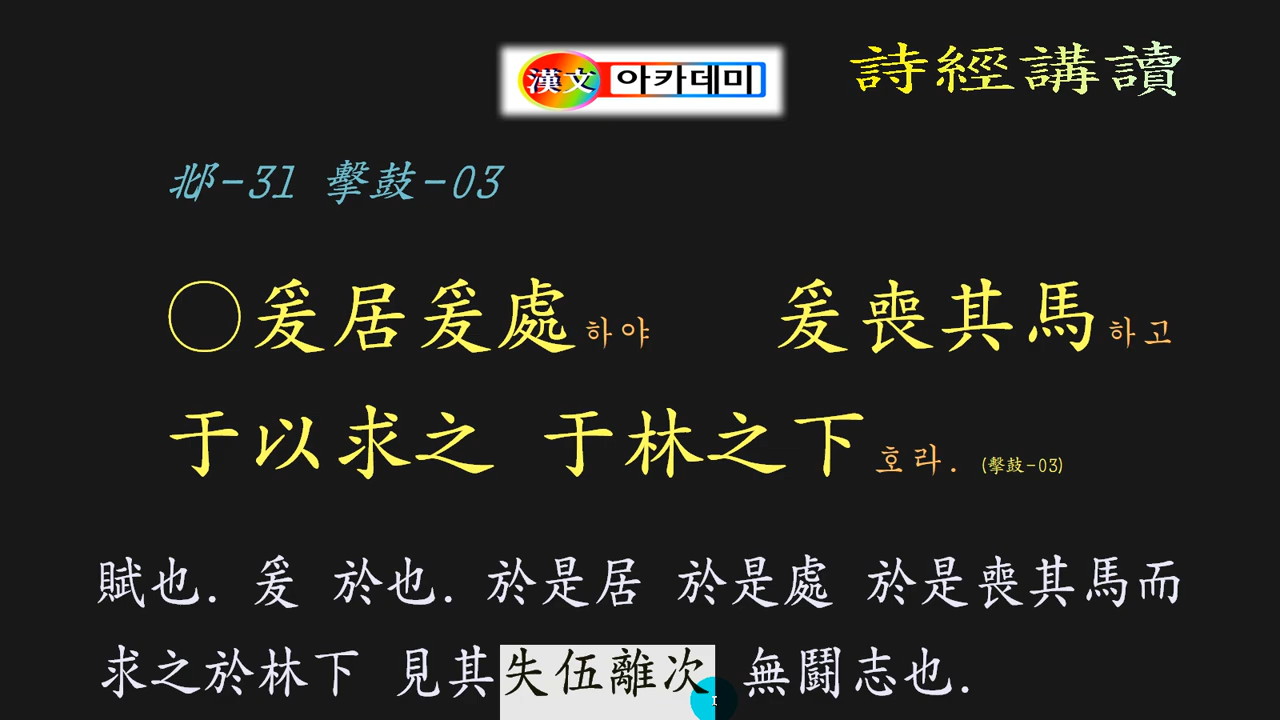 漢文 아카데미
詩經講讀
邶-31 擊鼓-03
○爰居爰處하야 爰喪其馬하고
于以求之 于林之下호라. (擊鼓-03)
賦也. 爰 於也. 於是居 於是處 於是喪其馬而
求之於林下 見其失伍離次 無鬪志也.